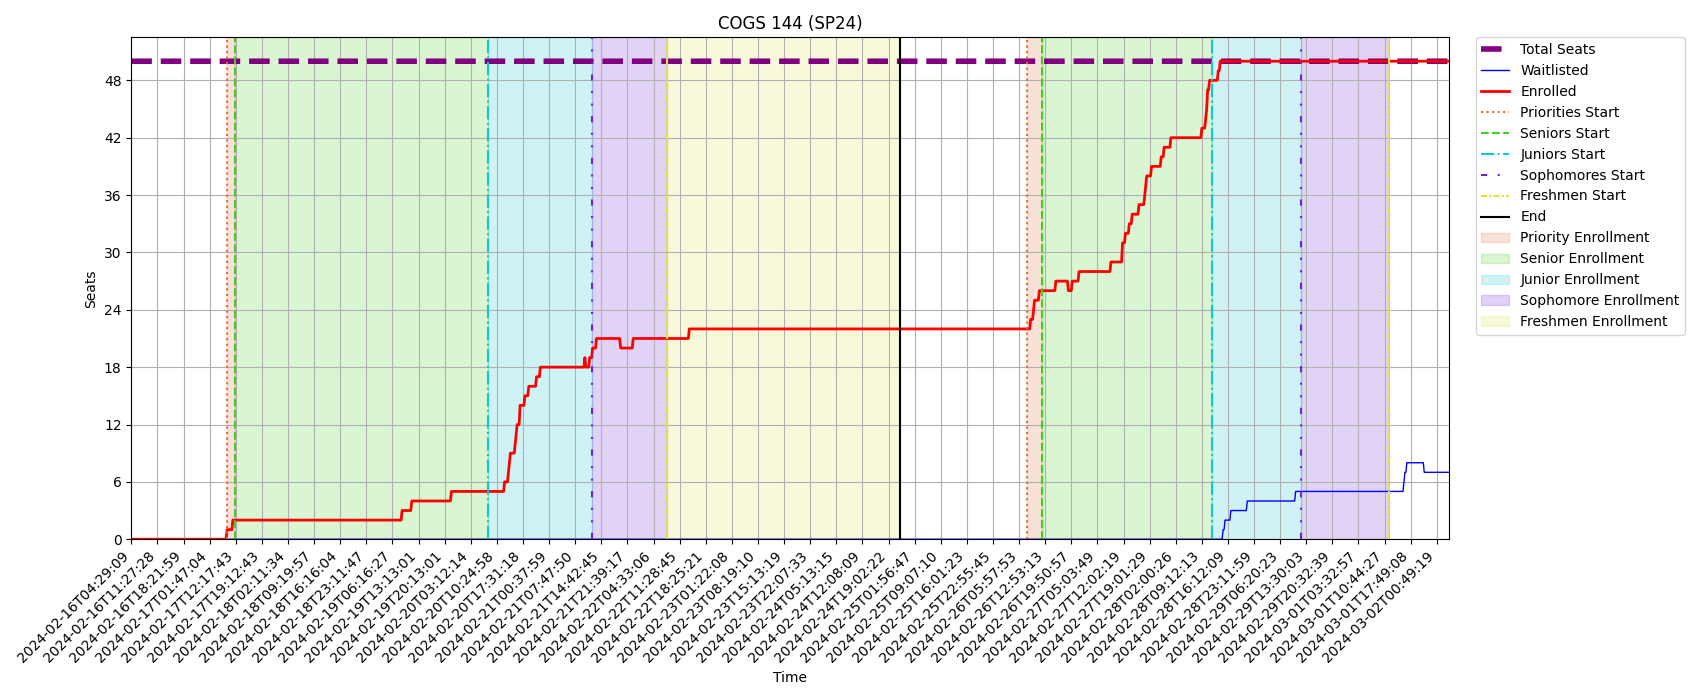 COGS 144 (SP24)
Total Seats
Waitlisted
Enrolled
Priorities Start
Seniors Start
Juniors Start
Sophomores Start
Freshmen Start
End
Priority Enrollment
Senior Enrollment
Junior Enrollment
Sophomore Enrollment
Freshmen Enrollment
Seats
48
42
36
30
24
18
12
6
0
2024-02-16T04:29:09
2024-02-16T11:27:28
2024-02-16T18:21:59
2024-02-17T01:47:04
2024-02-17T12:17:43
2024-02-17T19:12:43
2024-02-18T02:11:34
2024-02-18T09:19:57
2024-02-18T16:16:04
2024-02-18T23:11:47
2024-02-19T06:16:27
2024-02-19T13:13:01
2024-02-19T20:13:01
2024-02-20T03:12:14
2024-02-20T10:24:58
2024-02-20T17:31:18
2024-02-21T00:37:59
2024-02-21T07:47:50
2024-02-21T14:42:45
2024-02-21T21:39:17
2024-02-22T04:33:06
2024-02-22T11:28:45
2024-02-22T18:25:21
2024-02-23T01:22:08
2024-02-23T08:19:10
2024-02-23T15:13:19
2024-02-23T22:07:33
2024-02-24T05:13:15
2024-02-24T12:08:09
2024-02-24T19:02:22
2024-02-25T01:56:47
2024-02-25T09:07:10
2024-02-25T16:01:23
2024-02-25T22:55:45
2024-02-26T05:57:53
2024-02-26T12:53:13
2024-02-26T19:50:57
2024-02-27T05:03:49
2024-02-27T12:02:19
2024-02-27T19:01:29
2024-02-28T02:00:26
2024-02-28T09:12:13
2024-02-28T16:12:09
2024-02-28T23:11:59
2024-02-29T06:20:23
2024-02-29T13:30:03
2024-02-29T20:32:39
2024-03-01T03:32:57
2024-03-01T10:44:27
2024-03-01T17:49:08
2024-03-02T00:49:19
Time